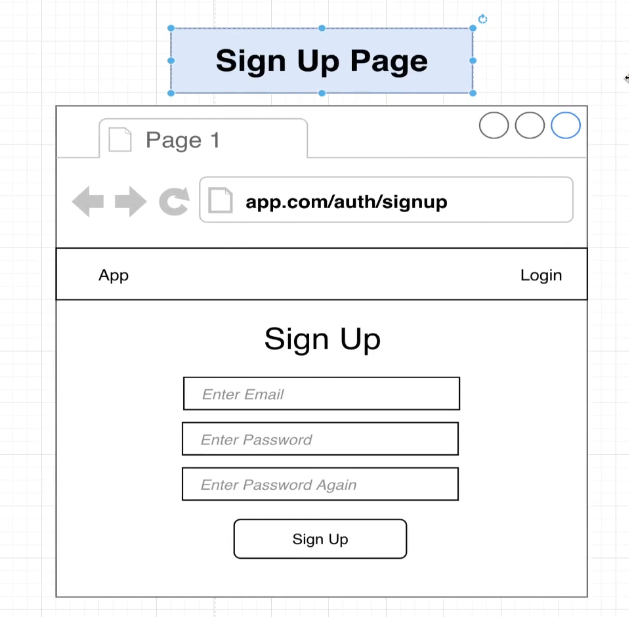 Sign Up Page
Page 1
app.com/auth/signup
App
Login
Sign Up
Enter Email
Enter Password
Enter Password Again
Sign Up